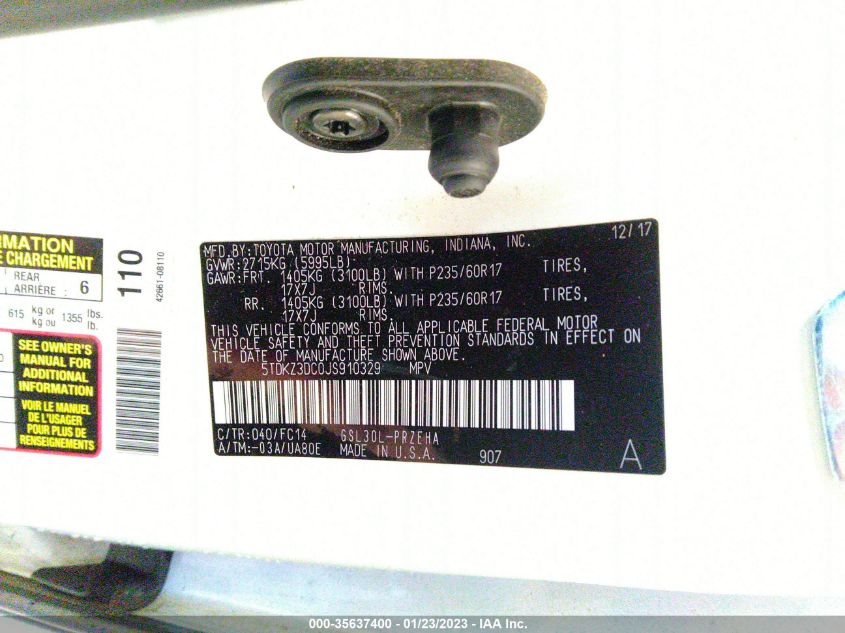 RMATION
E CHARGEMENT
REAR
ARRIÈRE : 6
615 kg or kg ou 1355 lbs. lb.
SEE OWNER'S
MANUAL FOR
ADDITIONAL
INFORMATION
VOIR LE MANUEL
DE L'USAGER
POUR PLUS DE
RENSEIGNEMENTS
110
42661-08110
12/17
MFD. BY: TOYOTA MOTOR MANUFACTURING, INDIANA, INC.
GVWR: 2715KG (5995LB)
GAWR: FRT. 1405KG (3100LB) WITH P235/60R17 TIRES,
17X7J RIMS.
RR. 1405KG (3100LB) WITH P235/60R17 TIRES,
17X7J RIMS.
THIS VEHICLE CONFORMS TO ALL APPLICABLE FEDERAL MOTOR
VEHICLE SAFETY AND THEFT PREVENTION STANDARDS IN EFFECT ON
THE DATE OF MANUFACTURE SHOWN ABOVE.
5TDKZ3DC0JS910329 MPV
C/TR: 040/FC14 GSL30L-PRZEHA
A/TM: -03A/UA80E MADE IN U.S.A. 907 A
000-35637400 - 01/23/2023 - IAA Inc.